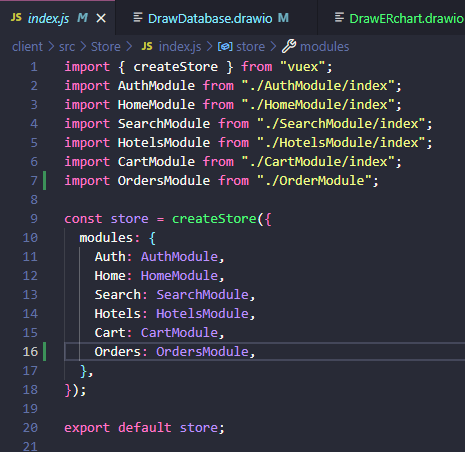 index.js M DrawDatabase.drawio M DrawERchart.drawio
client > src > Store > JS index.js > store > modules
1 import { createStore } from "vuex";
2 import AuthModule from "./AuthModule/index";
3 import HomeModule from "./HomeModule/index";
4 import SearchModule from "./SearchModule/index";
5 import HotelsModule from "./HotelsModule/index";
6 import CartModule from "./CartModule/index";
7 import OrdersModule from "./OrderModule";
8
9 const store = createStore({
10   modules: {
11     Auth: AuthModule,
12     Home: HomeModule,
13     Search: SearchModule,
14     Hotels: HotelsModule,
15     Cart: CartModule,
16     Orders: OrdersModule,
17   },
18 });
19
20 export default store;
21